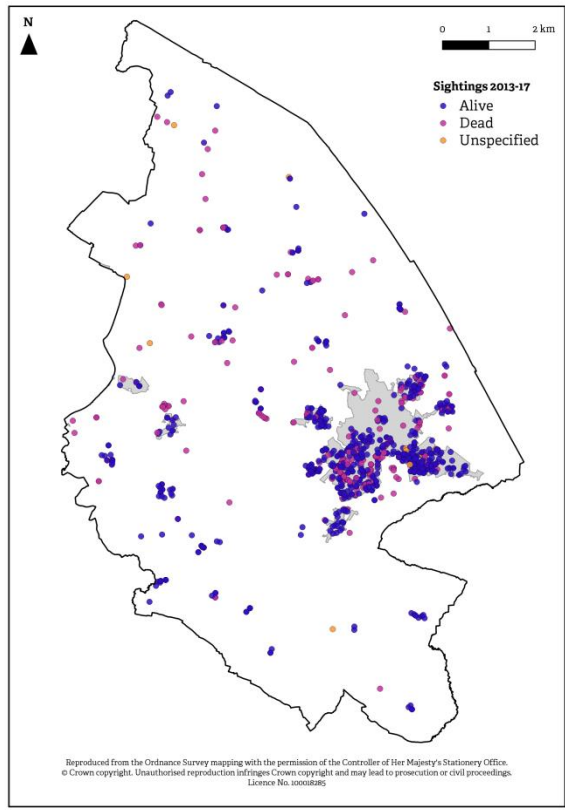 N
0 1 2 km
Sightings 2013-17
Alive
Dead
Unspecified
Reproduced from the Ordnance Survey mapping with the permission of the Controller of Her Majesty's Stationery Office.
© Crown copyright. Unauthorised reproduction infringes Crown copyright and may lead to prosecution or civil proceedings.
Licence No. 100018285